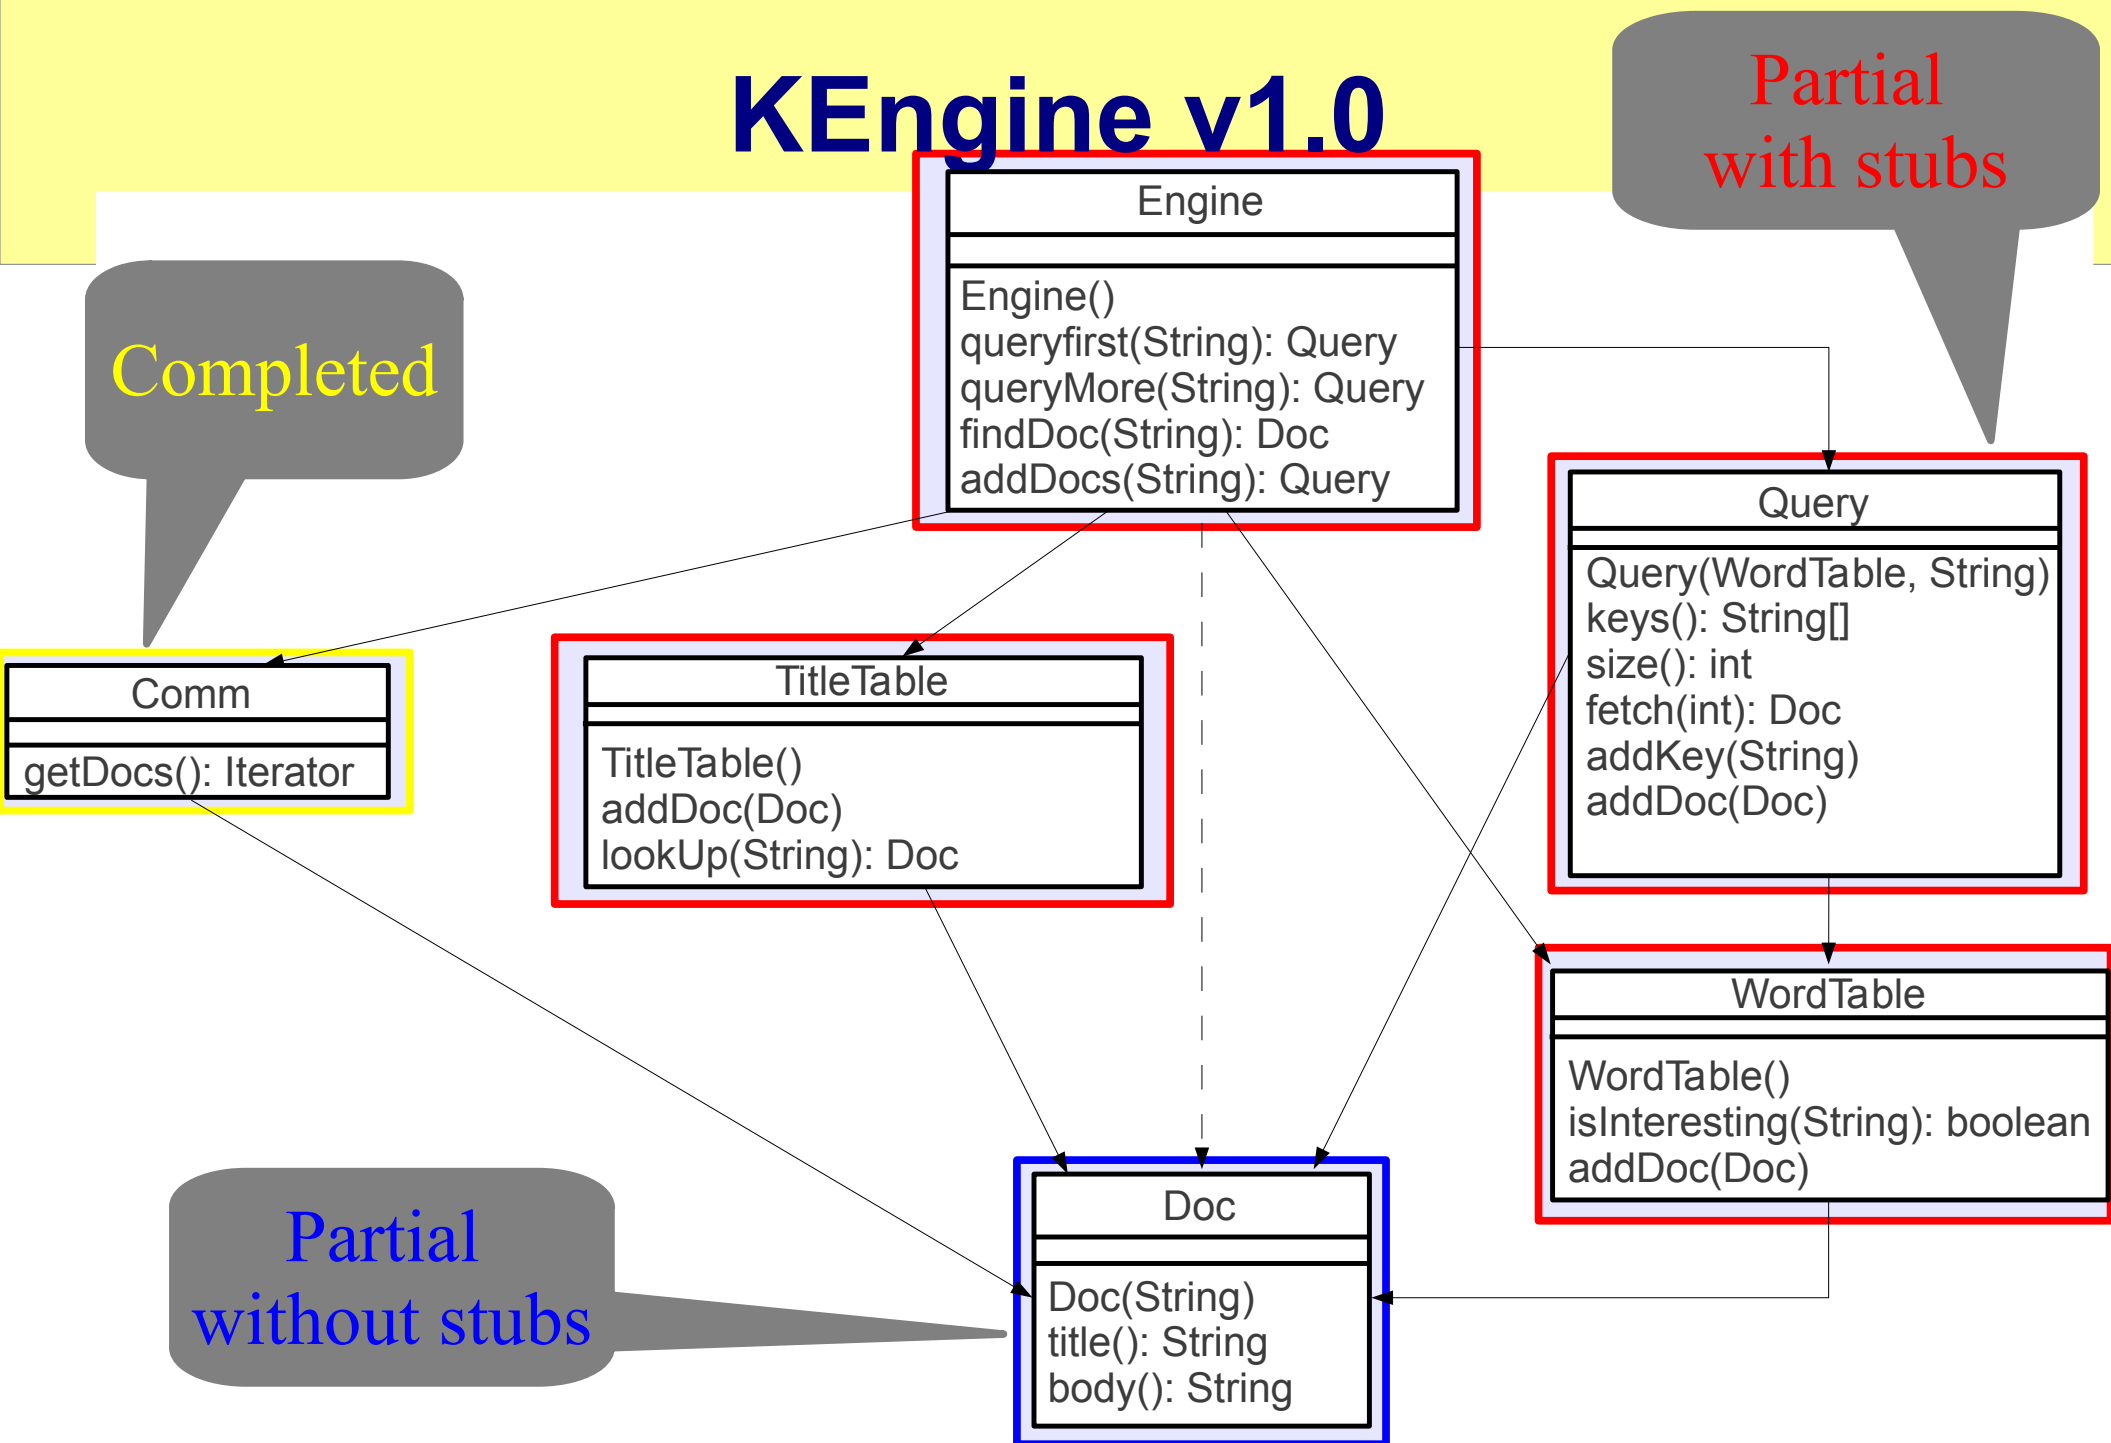 KEngine v1.0
Partial
with stubs
Engine
Engine()
queryfirst(String): Query
queryMore(String): Query
findDoc(String): Doc
addDocs(String): Query
Completed
Query
Query(WordTable, String)
keys(): String[]
size(): int
fetch(int): Doc
addKey(String)
addDoc(Doc)
Comm
getDocs(): Iterator
TitleTable
TitleTable()
addDoc(Doc)
lookUp(String): Doc
WordTable
WordTable()
isInteresting(String): boolean
addDoc(Doc)
Partial
without stubs
Doc
Doc(String)
title(): String
body(): String